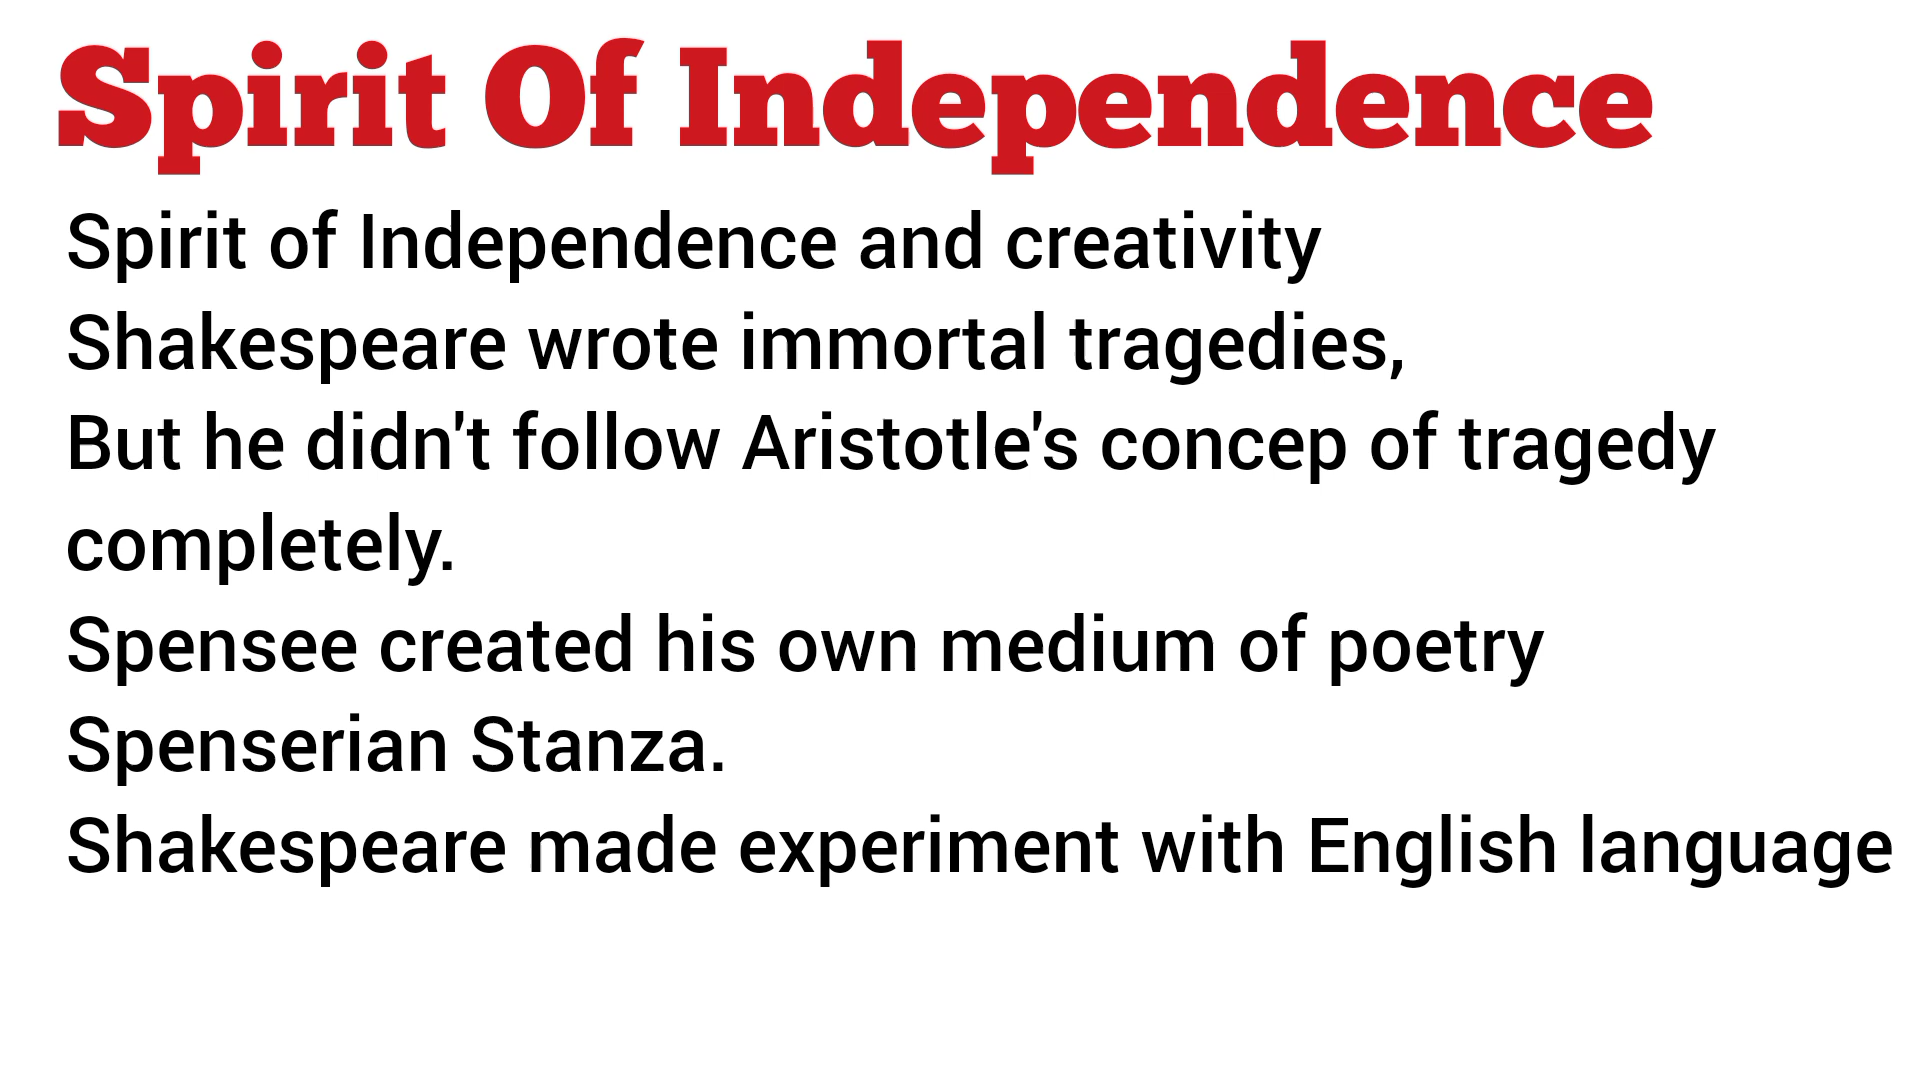 Spirit Of Independence
Spirit of Independence and creativity
Shakespeare wrote immortal tragedies,
But he didn't follow Aristotle's concep of tragedy
completely.
Spensee created his own medium of poetry
Spenserian Stanza.
Shakespeare made experiment with English language